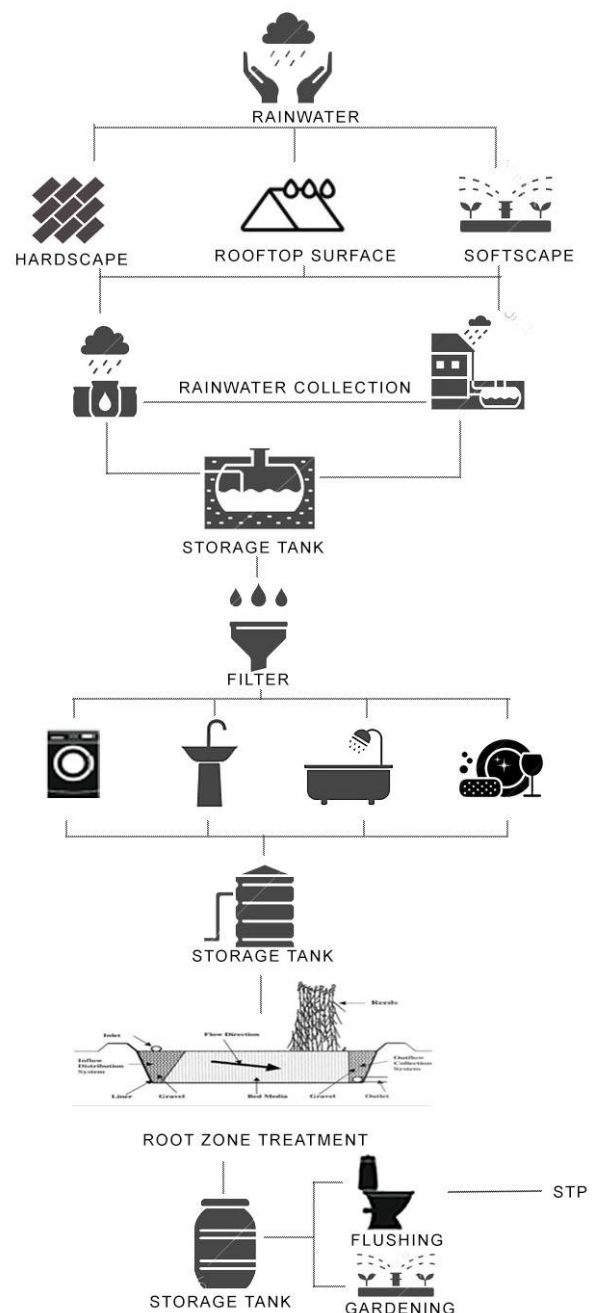 RAINWATER
HARDSCAPE
ROOFTOP SURFACE
SOFTSCAPE
RAINWATER COLLECTION
STORAGE TANK
FILTER
STORAGE TANK
Reeds
Inlet
Flow Direction
Inflow
Distribution
System
Outflow
Collection
System
Liner
Gravel
Bed Media
Gravel
Outlet
ROOT ZONE TREATMENT
STP
FLUSHING
STORAGE TANK
GARDENING